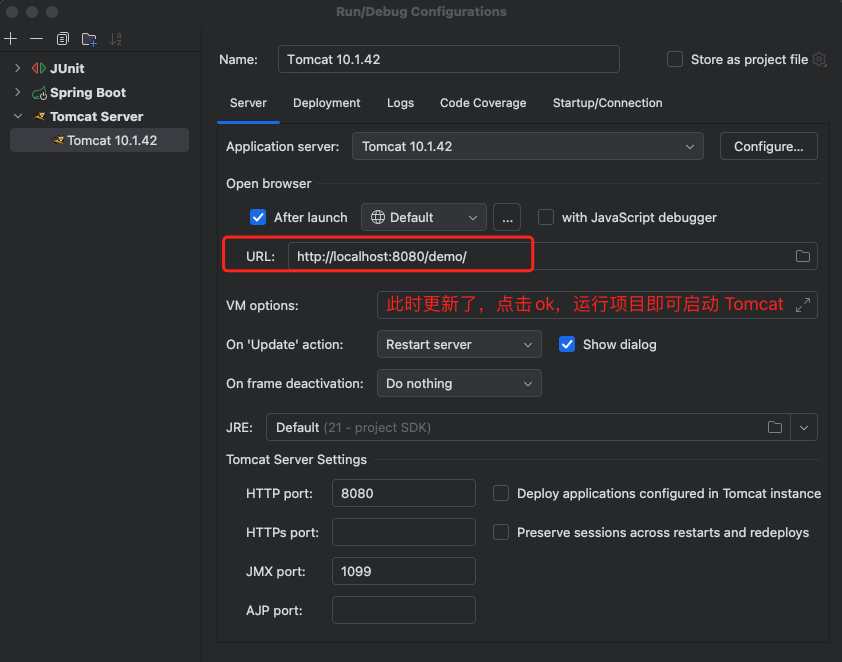 Run/Debug Configurations
JUnit
Spring Boot
Tomcat Server
Tomcat 10.1.42
Name: Tomcat 10.1.42 Store as project file
Server Deployment Logs Code Coverage Startup/Connection
Application server: Tomcat 10.1.42 Configure...
Open browser
After launch Default ... with JavaScript debugger
URL: http://localhost:8080/demo/
VM options: 此时更新了，点击ok，运行项目即可启动 Tomcat
On 'Update' action: Restart server Show dialog
On frame deactivation: Do nothing
JRE: Default (21 - project SDK)
Tomcat Server Settings
HTTP port: 8080 Deploy applications configured in Tomcat instance
HTTPs port: Preserve sessions across restarts and redeploys
JMX port: 1099
AJP port: